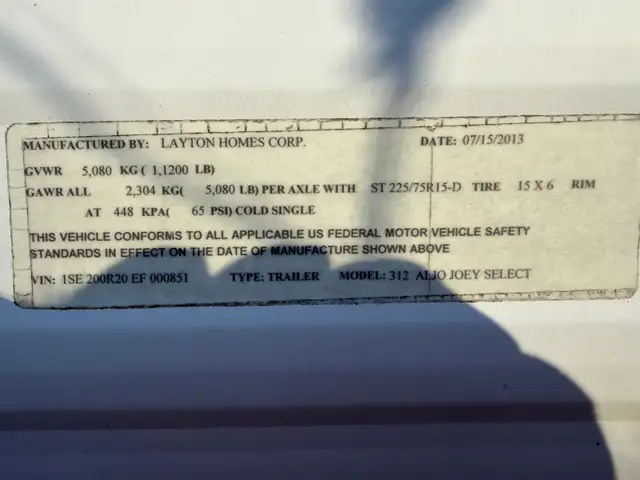 MANUFACTURED BY: LAYTON HOMES CORP. DATE: 07/15/2013
GVWR 5,080 KG ( 1,1200 LB)
GAWR ALL 2,304 KG( 5,080 LB) PER AXLE WITH ST 225/75R15-D TIRE 15 X 6 RIM
AT 448 KPA( 65 PSI) COLD SINGLE
THIS VEHICLE CONFORMS TO ALL APPLICABLE US FEDERAL MOTOR VEHICLE SAFETY
STANDARDS IN EFFECT ON THE DATE OF MANUFACTURE SHOWN ABOVE
VIN: 1SE 200R20 EF 000851 TYPE: TRAILER MODEL: 312 ALJO JOEY SELECT